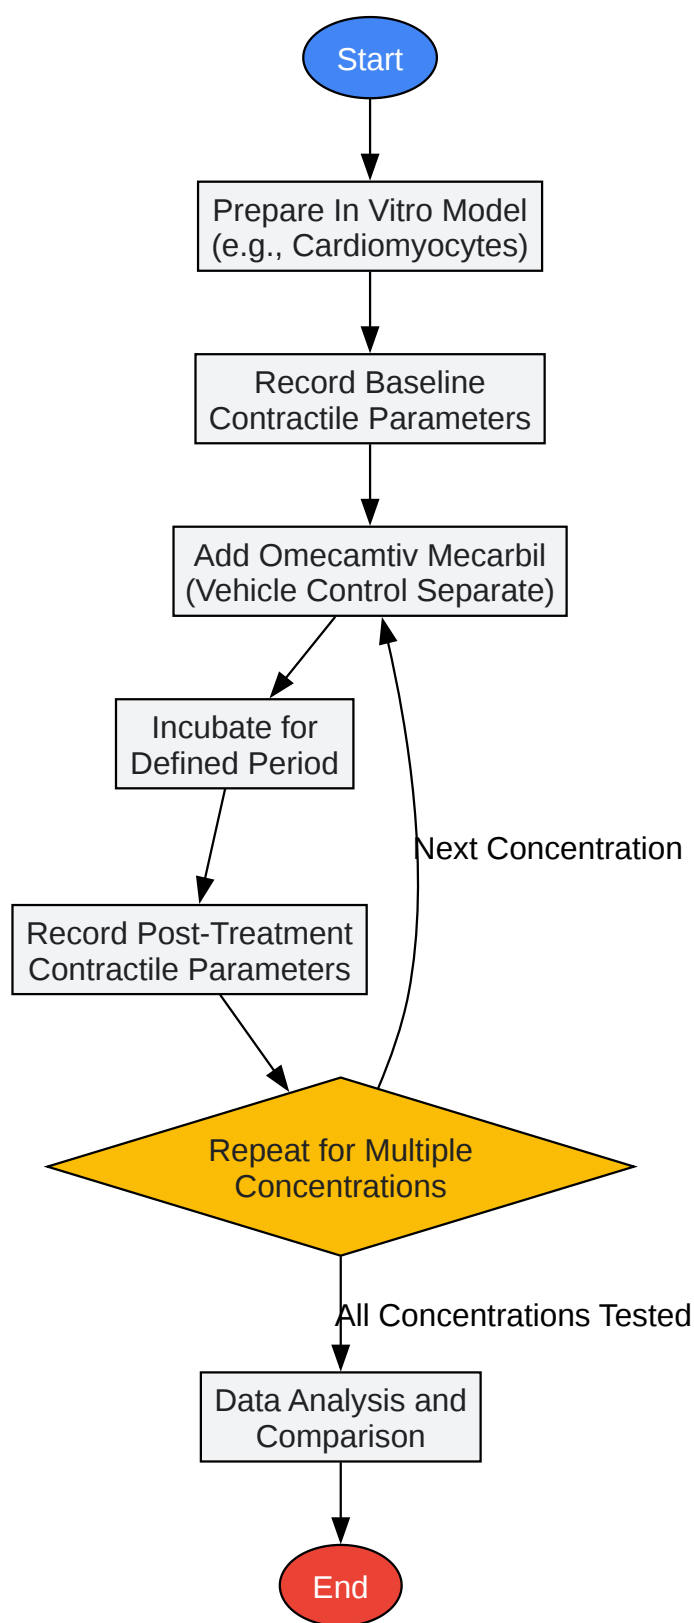 Start
Prepare In Vitro Model
(e.g., Cardiomyocytes)
Record Baseline
Contractile Parameters
Add Omecamtiv Mecarbil
(Vehicle Control Separate)
Incubate for
Defined Period
Next Concentration
Record Post-Treatment
Contractile Parameters
Repeat for Multiple
Concentrations
All Concentrations Tested
Data Analysis and
Comparison
End